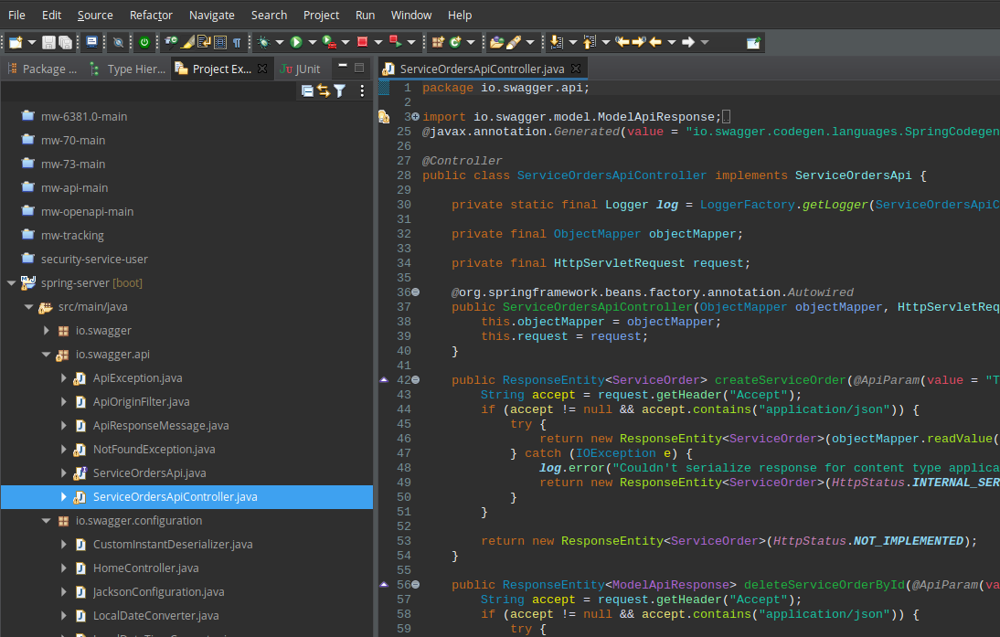 File Edit Source Refactor Navigate Search Project Run Window Help
Package ... Type Hier... Project Ex... Ju JUnit
mw-6381.0-main
mw-70-main
mw-73-main
mw-api-main
mw-openapi-main
mw-tracking
security-service-user
spring-server [boot]
src/main/java
io.swagger
io.swagger.api
ApiException.java
ApiOriginFilter.java
ApiResponseMessage.java
NotFoundException.java
ServiceOrdersApi.java
ServiceOrdersApiController.java
io.swagger.configuration
CustomInstantDeserializer.java
HomeController.java
JacksonConfiguration.java
LocalDateConverter.java
ServiceOrdersApiController.java
1 package io.swagger.api;
2
3 import io.swagger.model.ModelApiResponse;
25 @javax.annotation.Generated(value = "io.swagger.codegen.languages.SpringCodegen
26
27 @Controller
28 public class ServiceOrdersApiController implements ServiceOrdersApi {
29
30 private static final Logger log = LoggerFactory.getLogger(ServiceOrdersApiC
31
32 private final ObjectMapper objectMapper;
33
34 private final HttpServletRequest request;
35
36 @org.springframework.beans.factory.annotation.Autowired
37 public ServiceOrdersApiController(ObjectMapper objectMapper, HttpServletReq
38 this.objectMapper = objectMapper;
39 this.request = request;
40 }
41
42 public ResponseEntity<ServiceOrder> createServiceOrder(@ApiParam(value = "T
43 String accept = request.getHeader("Accept");
44 if (accept != null && accept.contains("application/json")) {
45 try {
46 return new ResponseEntity<ServiceOrder>(objectMapper.readValue(
47 } catch (IOException e) {
48 log.error("Couldn't serialize response for content type applica
49 return new ResponseEntity<ServiceOrder>(HttpStatus.INTERNAL_SER
50 }
51 }
52
53 return new ResponseEntity<ServiceOrder>(HttpStatus.NOT_IMPLEMENTED);
54 }
55
56 public ResponseEntity<ModelApiResponse> deleteServiceOrderById(@ApiParam(va
57 String accept = request.getHeader("Accept");
58 if (accept != null && accept.contains("application/json")) {
59 try {